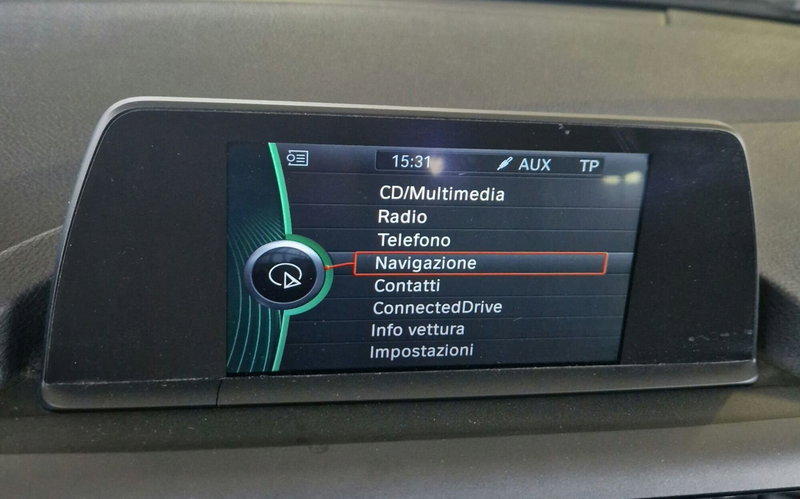 15:31 AUX TP
CD/Multimedia
Radio
Telefono
Navigazione
Contatti
ConnectedDrive
Info vettura
Impostazioni